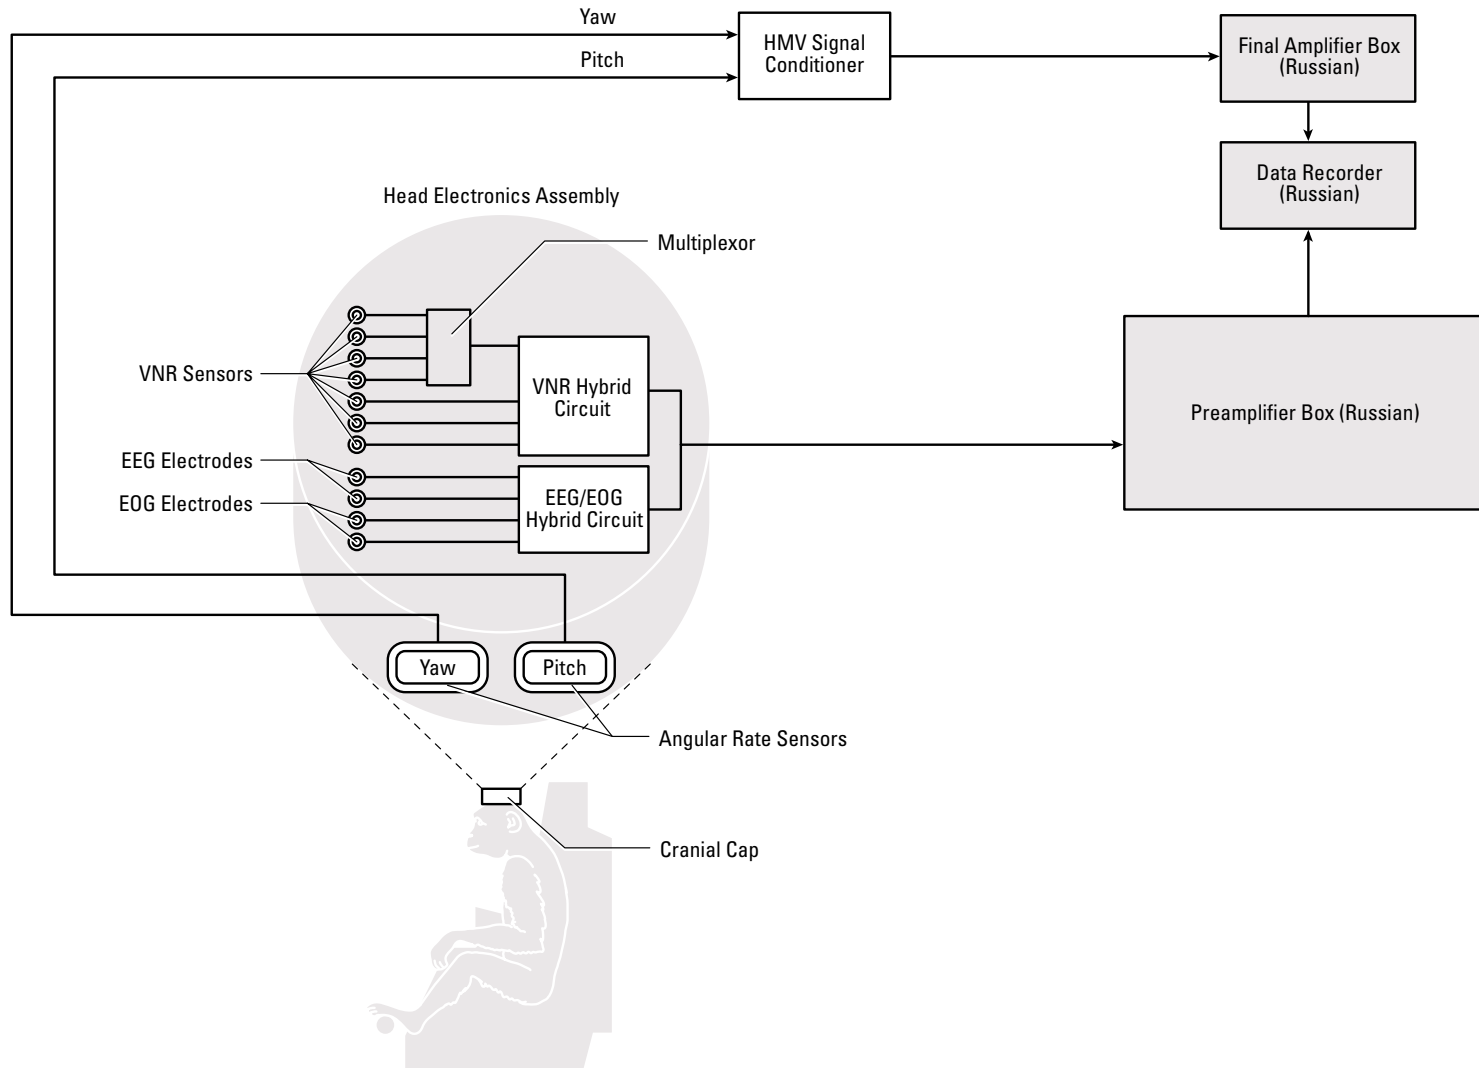 Yaw
Pitch
HMV Signal
Conditioner
Final Amplifier Box
(Russian)
Data Recorder
(Russian)
Head Electronics Assembly
Multiplexor
VNR Sensors
VNR Hybrid
Circuit
Preamplifier Box (Russian)
EEG Electrodes
EOG Electrodes
EEG/EOG
Hybrid Circuit
Yaw
Pitch
Angular Rate Sensors
Cranial Cap